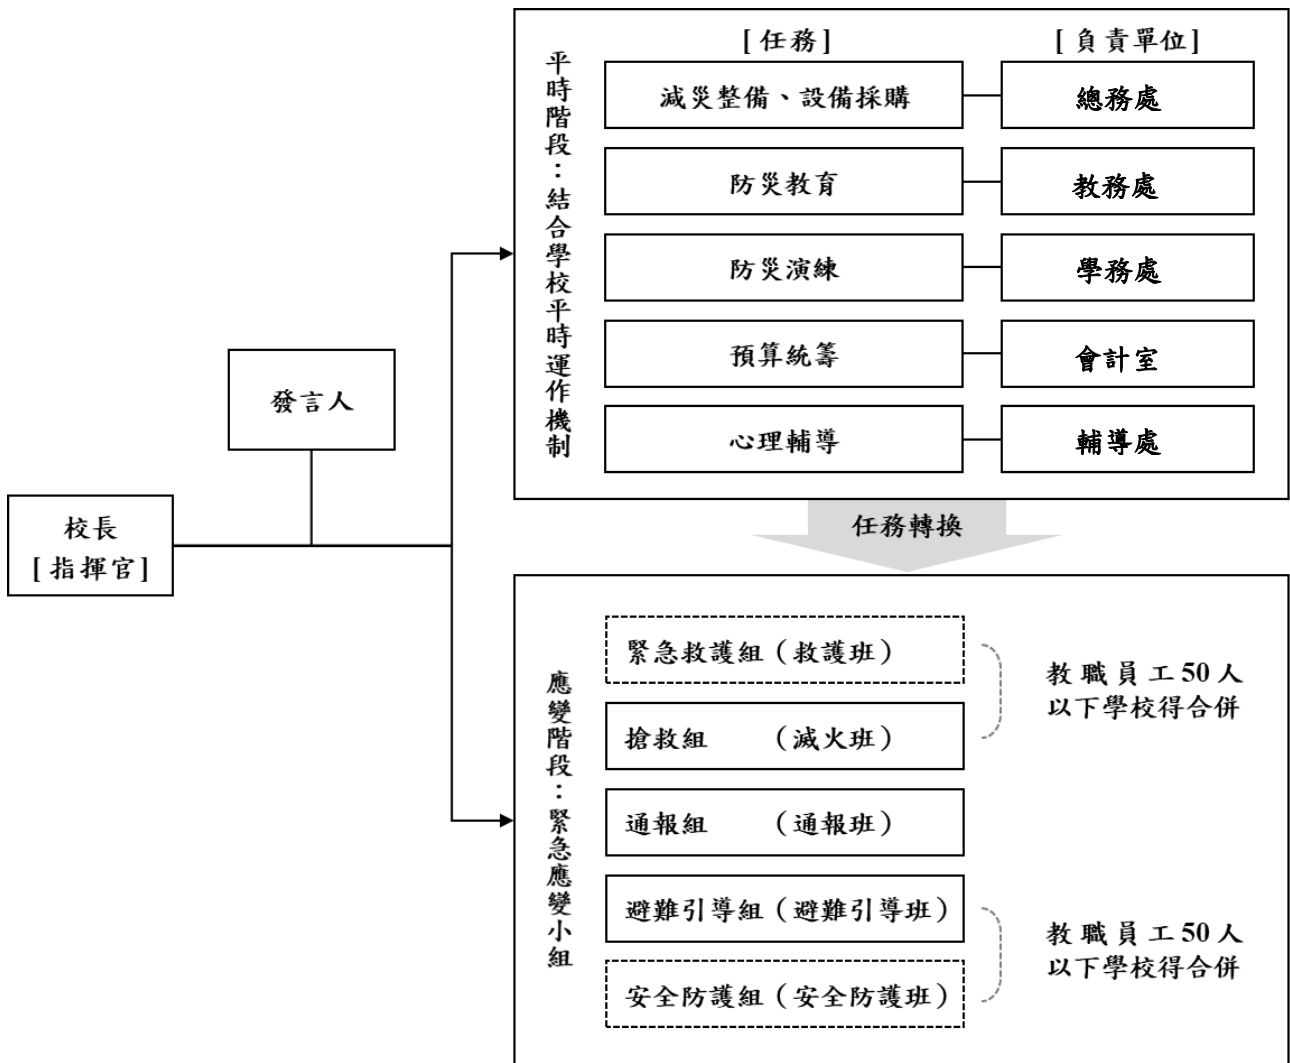 平時階段：結合學校平時運作機制
[任務]
[負責單位]
減災整備、設備採購
總務處
防災教育
教務處
防災演練
學務處
預算統籌
會計室
心理輔導
輔導處
發言人
校長
[指揮官]
任務轉換
應變階段：緊急應變小組
緊急救護組（救護班）
搶救組　　（滅火班）
教職員工50人
以下學校得合併
通報組　　（通報班）
避難引導組（避難引導班）
安全防護組（安全防護班）
教職員工50人
以下學校得合併